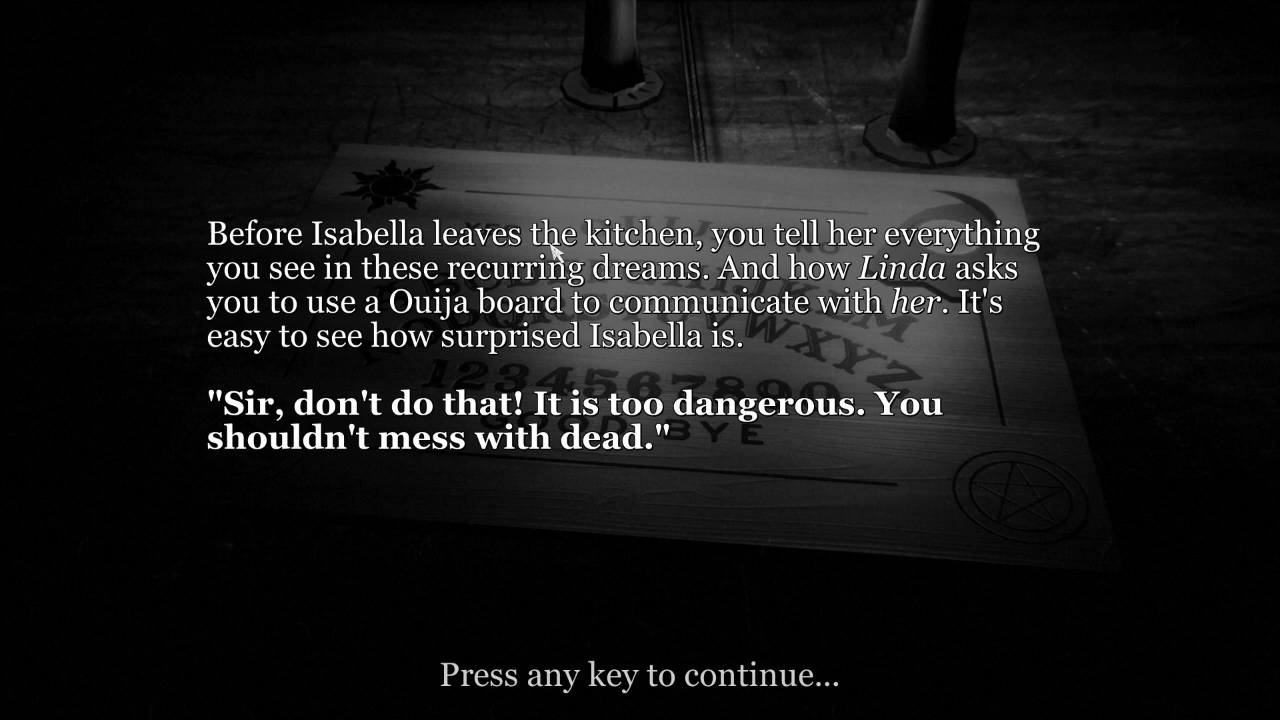 Before Isabella leaves the kitchen, you tell her everything
you see in these recurring dreams. And how Linda asks
you to use a Ouija board to communicate with her. It's
easy to see how surprised Isabella is.
"Sir, don't do that! It is too dangerous. You
shouldn't mess with dead."
1234567890
Press any key to continue...